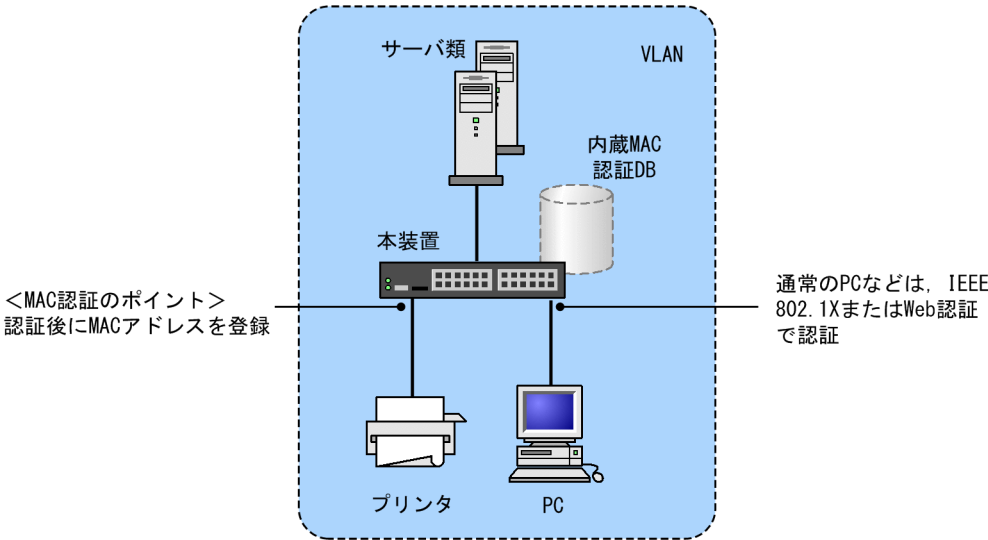 サーバ類
VLAN
内蔵MAC
認証DB
本装置
<MAC認証のポイント>
認証後にMACアドレスを登録
通常のPCなどは, IEEE
802.1XまたはWeb認証
で認証
プリンタ
PC